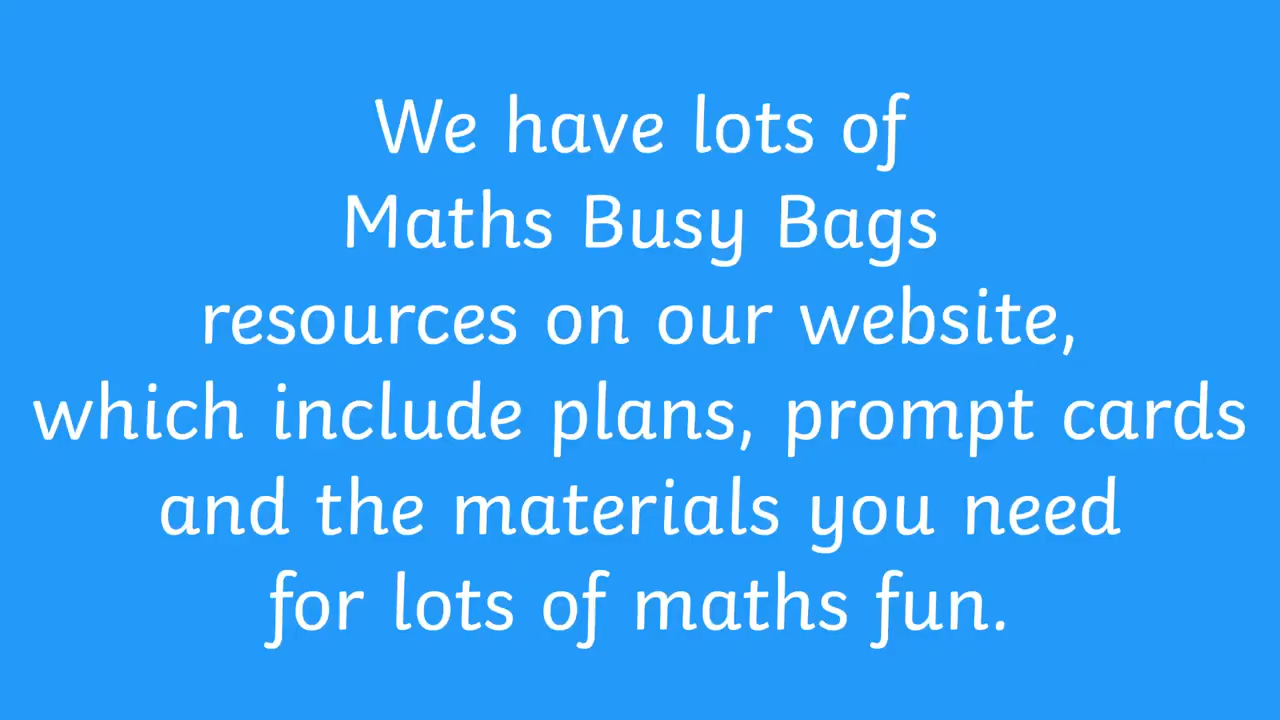 We have lots of
Maths Busy Bags
resources on our website,
which include plans, prompt cards
and the materials you need
for lots of maths fun.